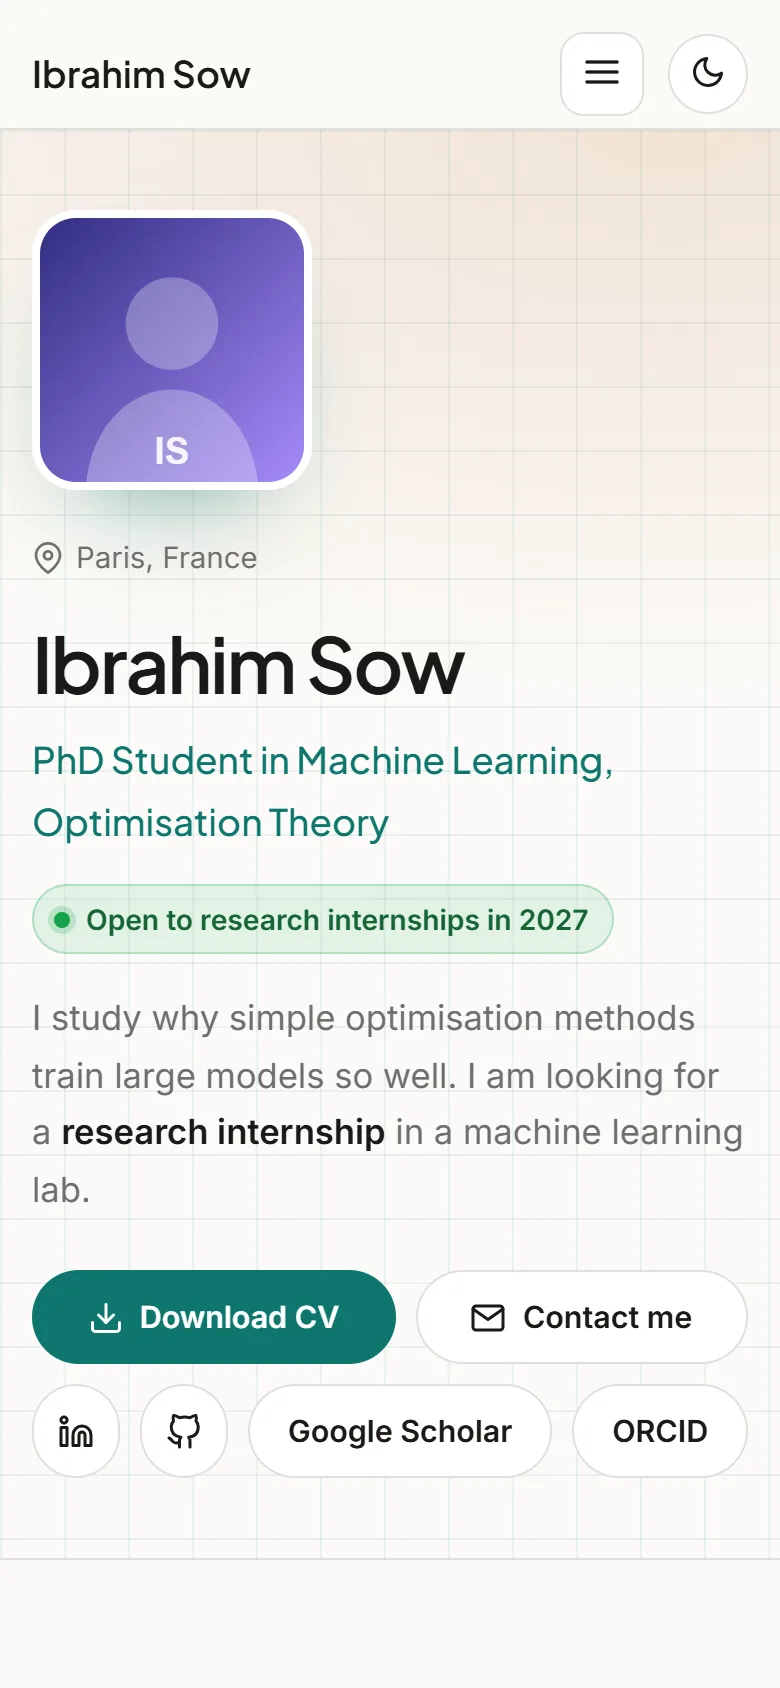 Ibrahim Sow
IS
Paris, France
Ibrahim Sow
PhD Student in Machine Learning,
Optimisation Theory
Open to research internships in 2027
I study why simple optimisation methods
train large models so well. I am looking for
a research internship in a machine learning
lab.
Download CV
Contact me
in
Google Scholar
ORCID